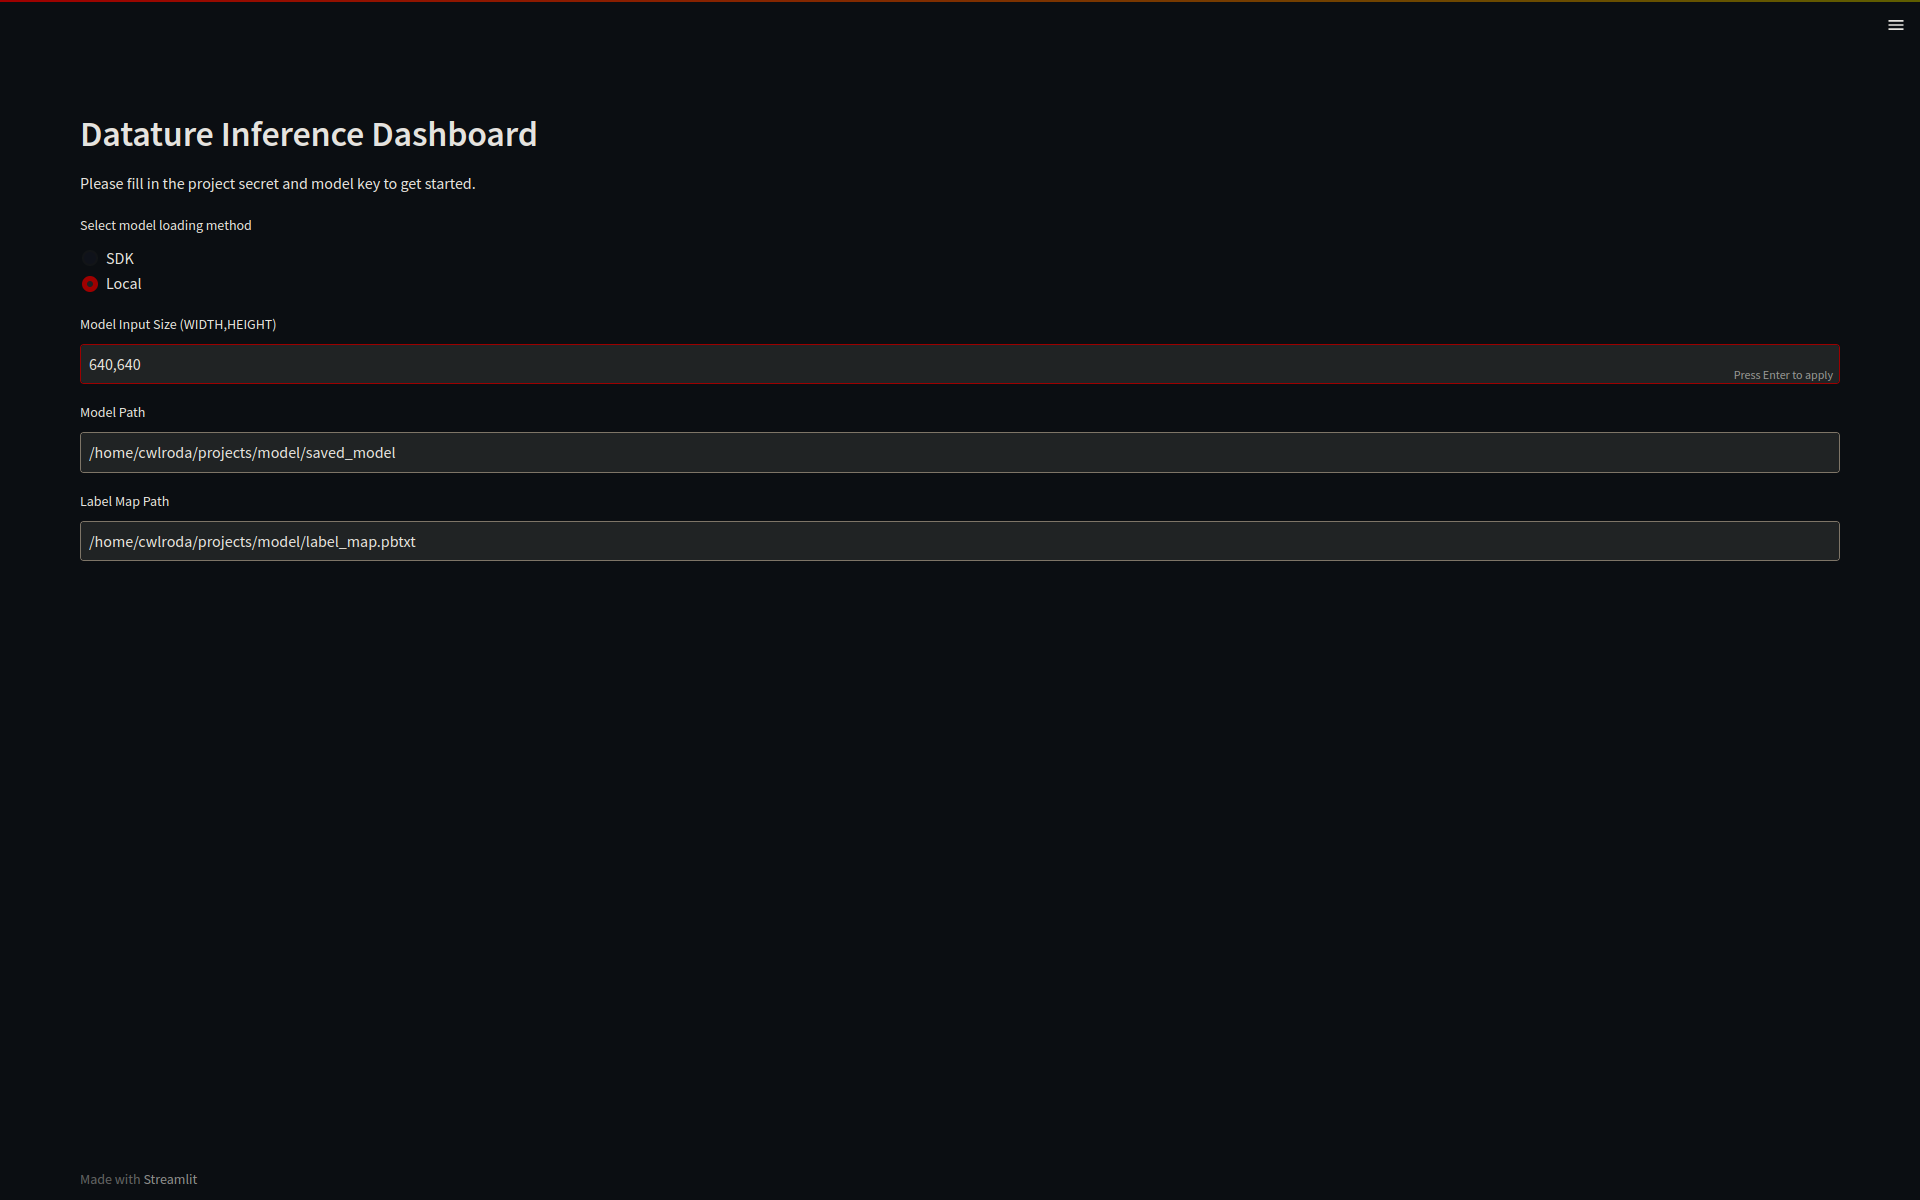 Datature Inference Dashboard
Please fill in the project secret and model key to get started.
Select model loading method
SDK
Local
Model Input Size (WIDTH,HEIGHT)
640,640
Press Enter to apply
Model Path
/home/cwlroda/projects/model/saved_model
Label Map Path
/home/cwlroda/projects/model/label_map.pbtxt
Made with Streamlit